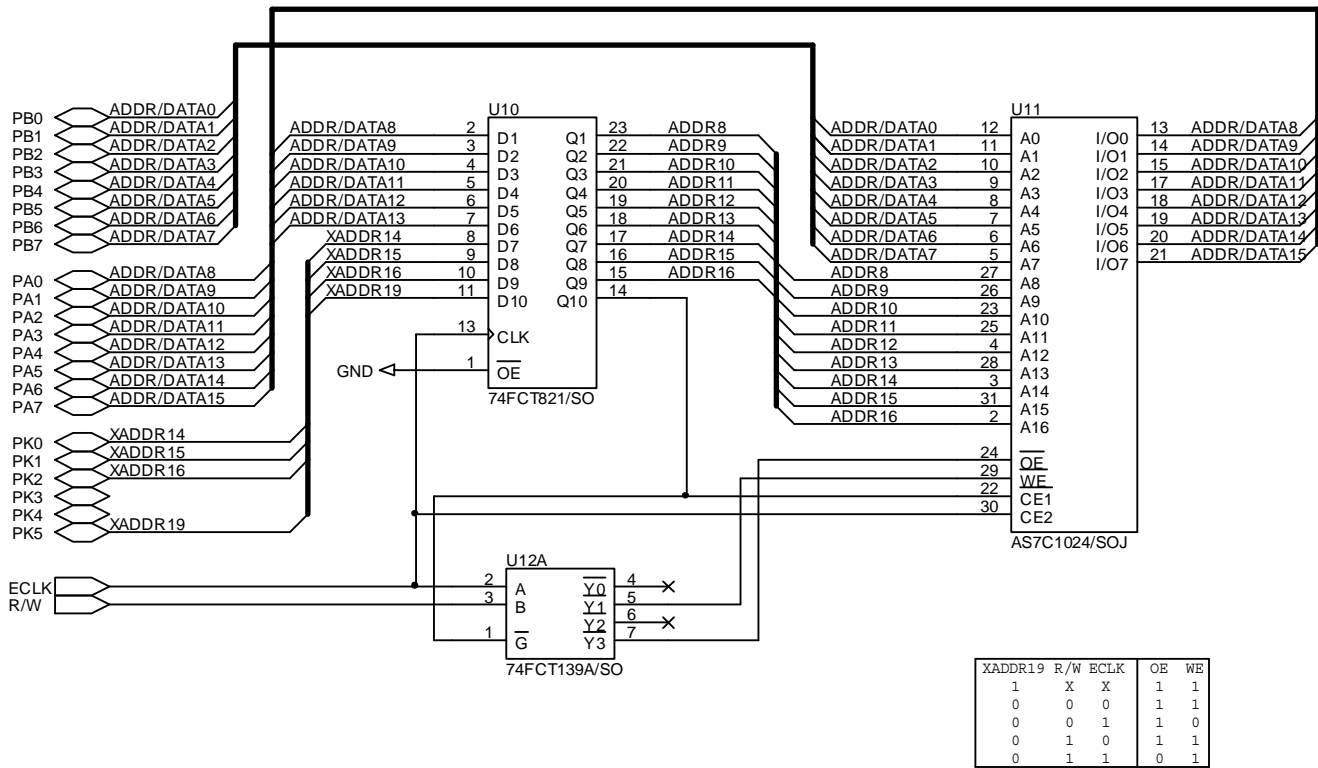 PB0 ADDR/DATA0
PB1 ADDR/DATA1
PB2 ADDR/DATA2
PB3 ADDR/DATA3
PB4 ADDR/DATA4
PB5 ADDR/DATA5
PB6 ADDR/DATA6
PB7 ADDR/DATA7
PA0 ADDR/DATA8
PA1 ADDR/DATA9
PA2 ADDR/DATA10
PA3 ADDR/DATA11
PA4 ADDR/DATA12
PA5 ADDR/DATA13
PA6 ADDR/DATA14
PA7 ADDR/DATA15
PK0 XADDR14
PK1 XADDR15
PK2 XADDR16
PK3
PK4
PK5 XADDR19
ECLK
R/W
U10
ADDR/DATA8 2 D1 Q1 23 ADDR8
ADDR/DATA9 3 D2 Q2 22 ADDR9
ADDR/DATA10 4 D3 Q3 21 ADDR10
ADDR/DATA11 5 D4 Q4 20 ADDR11
ADDR/DATA12 6 D5 Q5 19 ADDR12
ADDR/DATA13 7 D6 Q6 18 ADDR13
XADDR14 8 D7 Q7 17 ADDR14
XADDR15 9 D8 Q8 16 ADDR15
XADDR16 10 D9 Q9 15 ADDR16
XADDR19 11 D10 Q10 14
13 CLK
GND 1 OE
74FCT821/SO
U11
ADDR/DATA0 12 A0 I/O0 13 ADDR/DATA8
ADDR/DATA1 11 A1 I/O1 14 ADDR/DATA9
ADDR/DATA2 10 A2 I/O2 15 ADDR/DATA10
ADDR/DATA3 9 A3 I/O3 17 ADDR/DATA11
ADDR/DATA4 8 A4 I/O4 18 ADDR/DATA12
ADDR/DATA5 7 A5 I/O5 19 ADDR/DATA13
ADDR/DATA6 6 A6 I/O6 20 ADDR/DATA14
ADDR/DATA7 5 A7 I/O7 21 ADDR/DATA15
ADDR8 27 A8
ADDR9 26 A9
ADDR10 23 A10
ADDR11 25 A11
ADDR12 4 A12
ADDR13 28 A13
ADDR14 3 A14
ADDR15 31 A15
ADDR16 2 A16
24 OE
29 WE
22 CE1
30 CE2
AS7C1024/SOJ
U12A
2 A Y0 4
3 B Y1 5
Y2 6
1 G Y3 7
74FCT139A/SO
XADDR19 R/W ECLK OE WE
1 X X 1 1
0 0 0 1 1
0 0 1 1 0
0 1 0 1 1
0 1 1 0 1